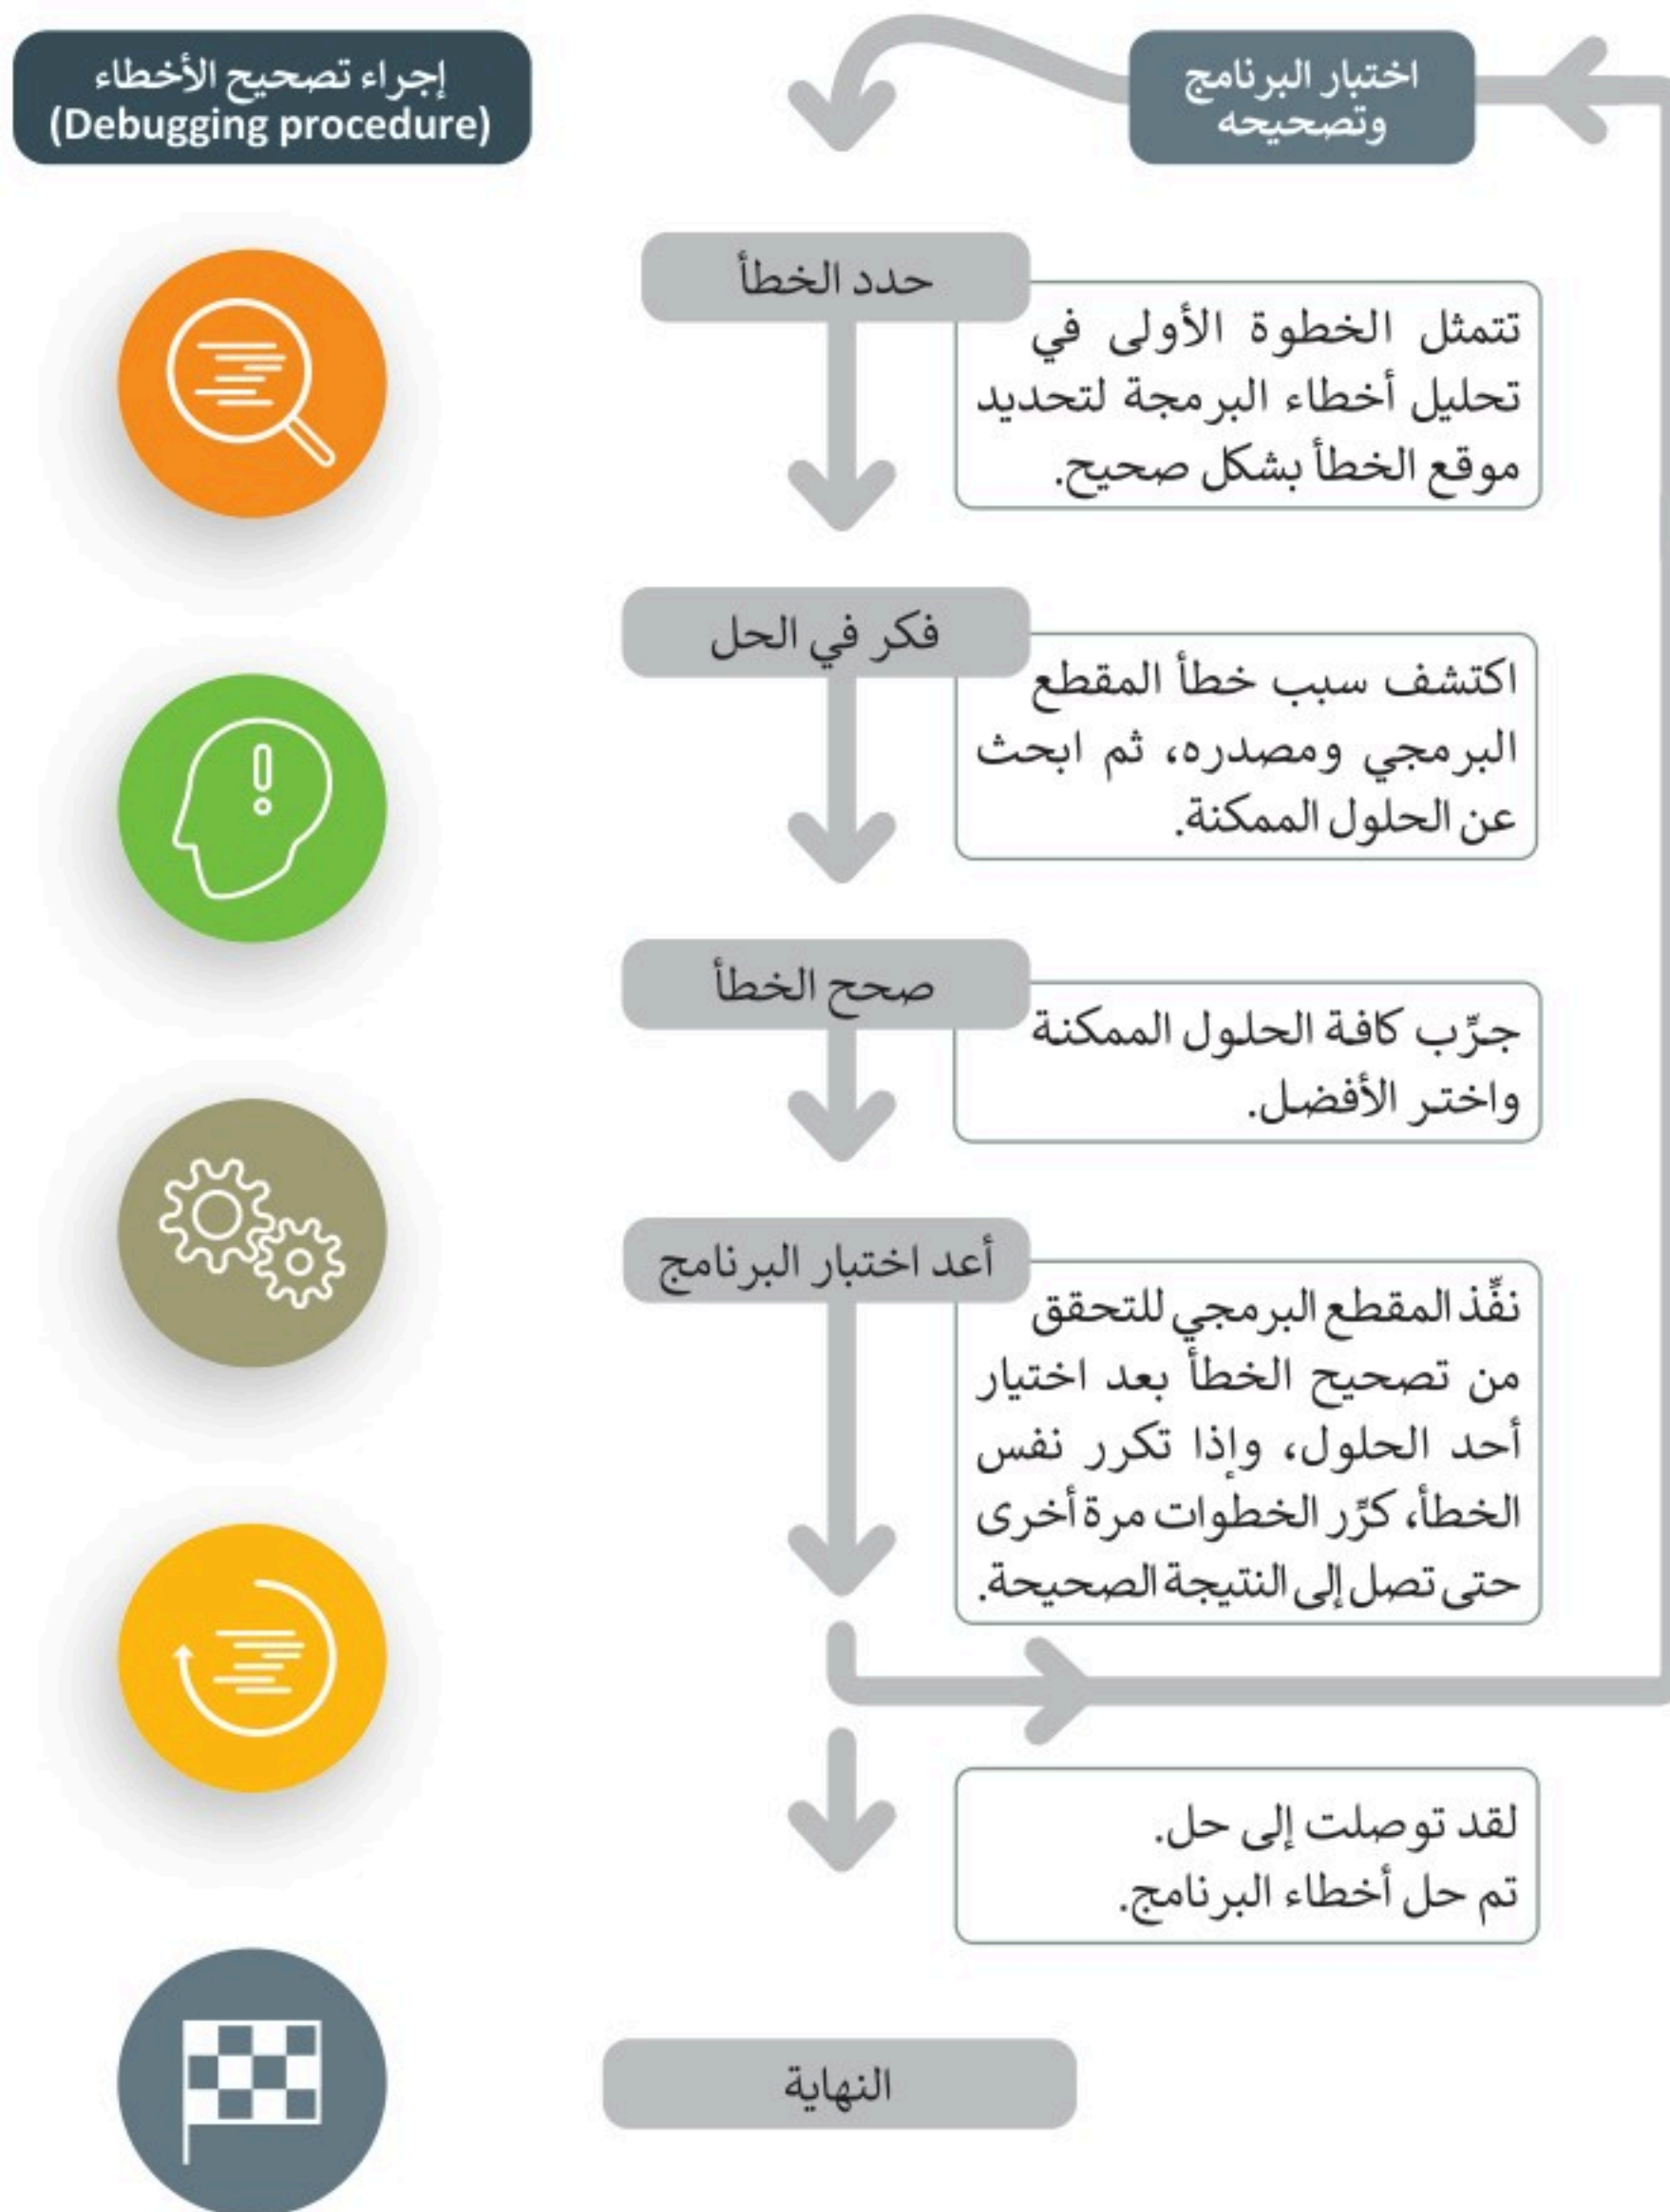 اختبار البرنامج
وتصحيحه
إجراء تصحيح الأخطاء
(Debugging procedure)
حدد الخطأ
تتمثل الخطوة الأولى في
تحليل أخطاء البرمجة لتحديد
موقع الخطأ بشكل صحيح.
فكر في الحل
اكتشف سبب خطأ المقطع
البرمجي ومصدره، ثم ابحث
عن الحلول الممكنة.
صحح الخطأ
جرِّب كافة الحلول الممكنة
واختر الأفضل.
أعد اختبار البرنامج
نفِّذ المقطع البرمجي للتحقق
من تصحيح الخطأ بعد اختيار
أحد الحلول، وإذا تكرر نفس
الخطأ، كرِّر الخطوات مرة أخرى
حتى تصل إلى النتيجة الصحيحة.
لقد توصلت إلى حل.
تم حل أخطاء البرنامج.
النهاية